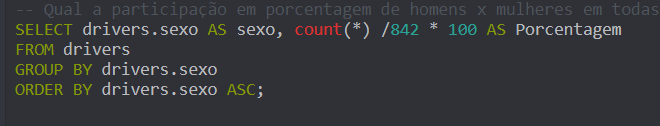 -- Qual a participação em porcentagem de homens x mulheres em todas
SELECT drivers.sexo AS sexo, count(*) /842 * 100 AS Porcentagem
FROM drivers
GROUP BY drivers.sexo
ORDER BY drivers.sexo ASC;